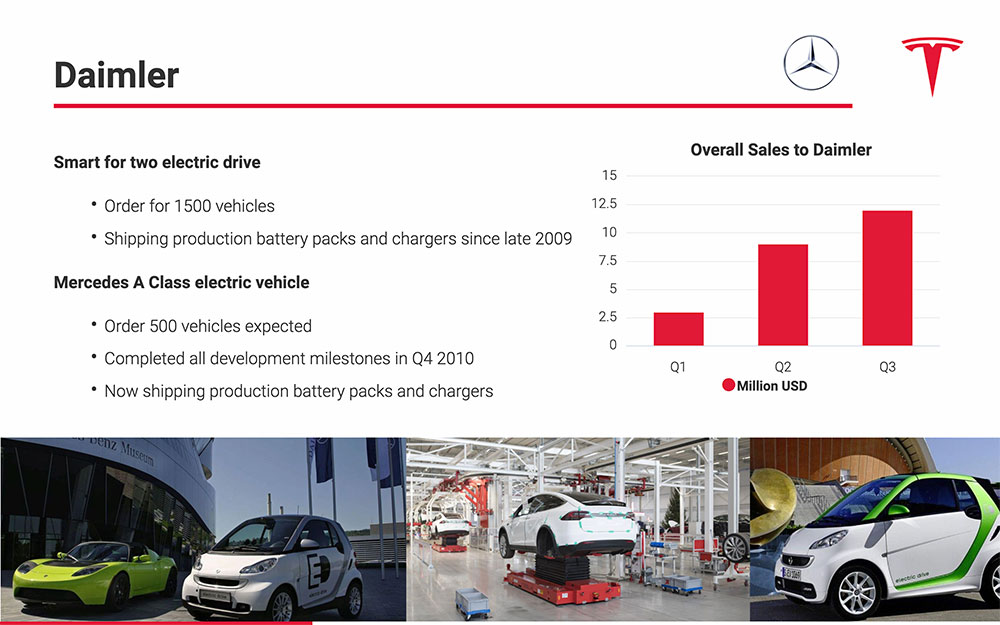 Daimler
Smart for two electric drive
• Order for 1500 vehicles
• Shipping production battery packs and chargers since late 2009
Mercedes A Class electric vehicle
• Order 500 vehicles expected
• Completed all development milestones in Q4 2010
• Now shipping production battery packs and chargers
Overall Sales to Daimler
15
12.5
10
7.5
5
2.5
0
Q1 Q2 Q3
Million USD
Benz Museum
electric drive